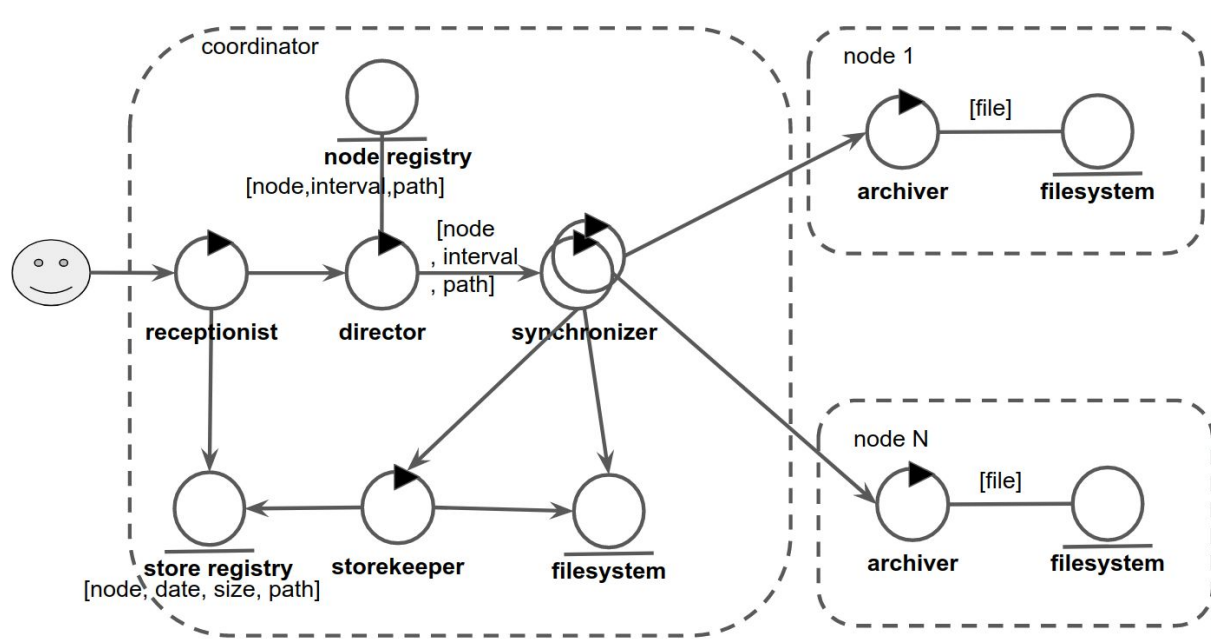 coordinator
node 1
[file]
archiver
filesystem
node registry
[node,interval,path]
[node
, interval
, path]
receptionist
director
synchronizer
node N
[file]
archiver
filesystem
store registry
[node, date, size, path]
storekeeper
filesystem